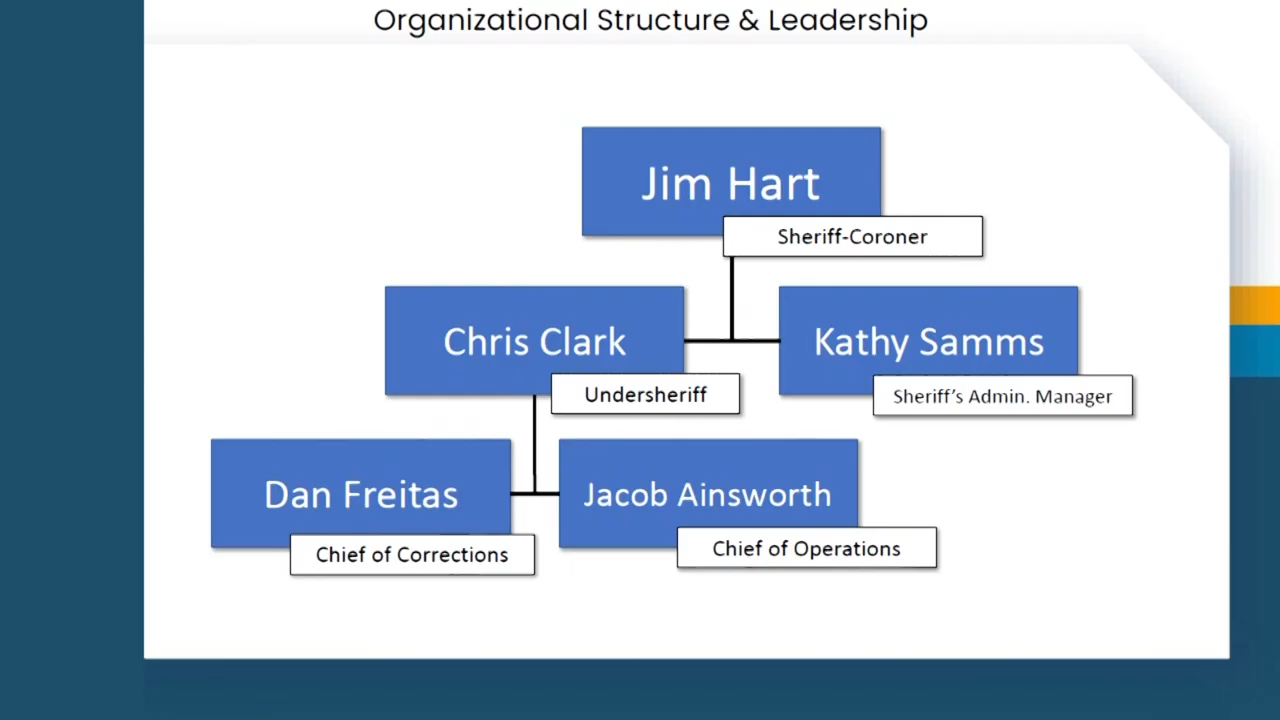 Organizational Structure & Leadership
Jim Hart
Sheriff-Coroner
Chris Clark
Kathy Samms
Undersheriff
Sheriff's Admin. Manager
Dan Freitas
Jacob Ainsworth
Chief of Corrections
Chief of Operations